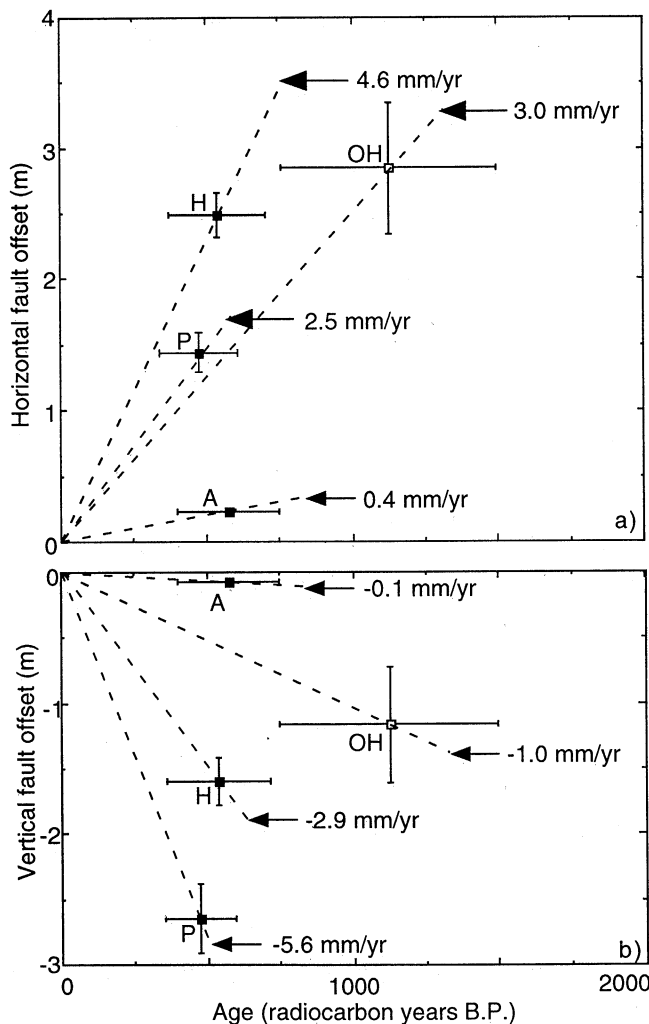 4
4.6 mm/yr
3.0 mm/yr
OH
3
H
2
2.5 mm/yr
P
1
A
0.4 mm/yr
a)
0
Horizontal fault offset (m)
0
-0.1 mm/yr
A
-1
OH
-1.0 mm/yr
H
-2.9 mm/yr
-2
P
-5.6 mm/yr
b)
-3
Vertical fault offset (m)
0
1000
2000
Age (radiocarbon years B.P.)